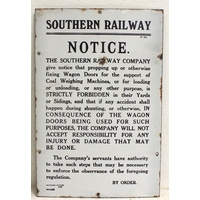 SOUTHERN RAILWAY
NOTICE.
THE SOUTHERN RAILWAY COMPANY
give notice that propping up or otherwise
fixing Wagon Doors for the support of
Coal Weighing Machines, or for loading
or unloading, or any other purpose, is
STRICTLY FORBIDDEN in their Yards
or Sidings, and that if any accident shall
happen during shunting, or otherwise, IN
CONSEQUENCE OF THE WAGON
DOORS BEING USED FOR SUCH
PURPOSES, THE COMPANY WILL NOT
ACCEPT RESPONSIBILITY FOR ANY
INJURY OR DAMAGE THAT MAY
BE DONE.
The Company's servants have authority
to take such steps that may be necessary
to enforce the observance of the foregoing
regulation.
BY ORDER.